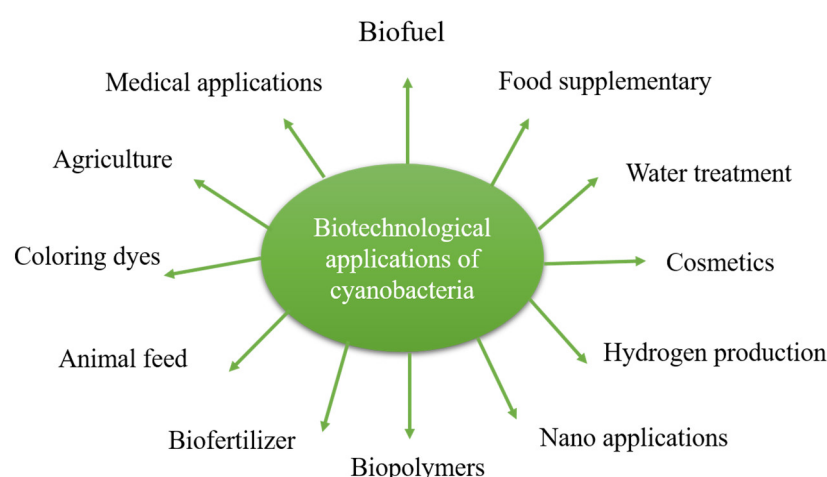 Biofuel
Medical applications
Food supplementary
Agriculture
Water treatment
Biotechnological
applications of
cyanobacteria
Coloring dyes
Cosmetics
Animal feed
Hydrogen production
Biofertilizer
Nano applications
Biopolymers